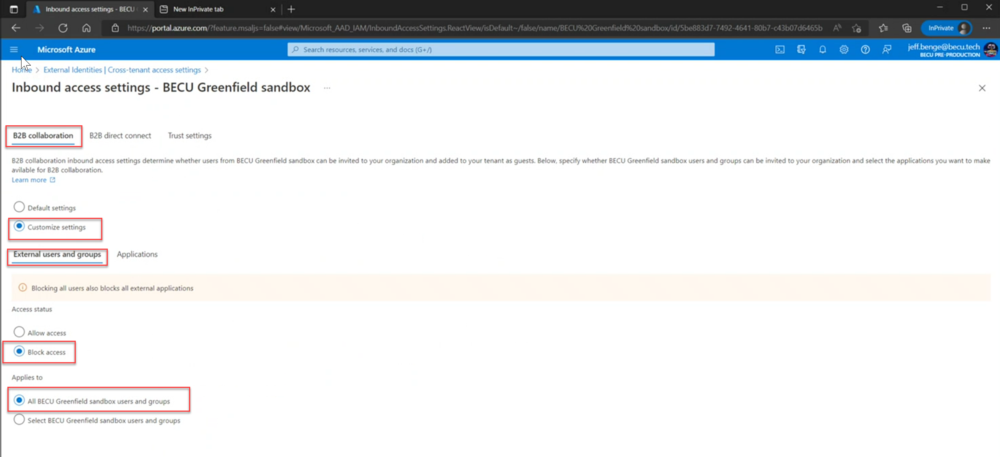 Inbound access settings - BECU
New InPrivate tab
https://portal.azure.com/?feature.msaljs=false#view/Microsoft_AAD_IAM/InboundAccessSettings.ReactView/isDefault~/false/name/BECU%20Greenfield%20sandbox/id/5be883d7-7492-4641-80b7-c43b07d6465b
InPrivate
Microsoft Azure
Search resources, services, and docs (G+/)
jeff.benge@becu.tech
BECU PRE-PRODUCTION
Home > External Identities | Cross-tenant access settings >
Inbound access settings - BECU Greenfield sandbox ...
B2B collaboration B2B direct connect Trust settings
B2B collaboration inbound access settings determine whether users from BECU Greenfield sandbox can be invited to your organization and added to your tenant as guests. Below, specify whether BECU Greenfield sandbox users and groups can be invited to your organization and select the applications you want to make
avilable for B2B collaboration.
Learn more
Default settings
Customize settings
External users and groups Applications
Blocking all users also blocks all external applications
Access status
Allow access
Block access
Applies to
All BECU Greenfield sandbox users and groups
Select BECU Greenfield sandbox users and groups